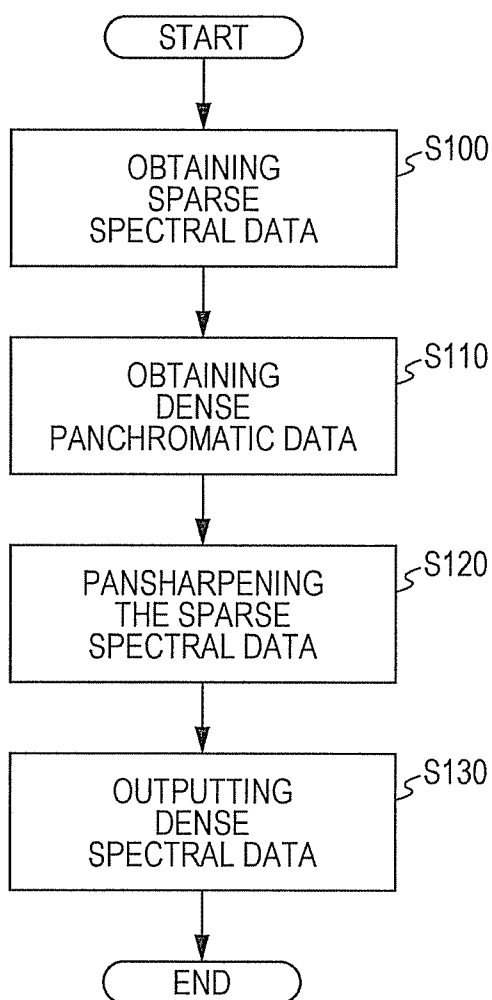 START
OBTAINING
SPARSE
SPECTRAL DATA
S100
OBTAINING
DENSE
PANCHROMATIC DATA
S110
PANSHARPENING
THE SPARSE
SPECTRAL DATA
S120
OUTPUTTING
DENSE
SPECTRAL DATA
S130
END